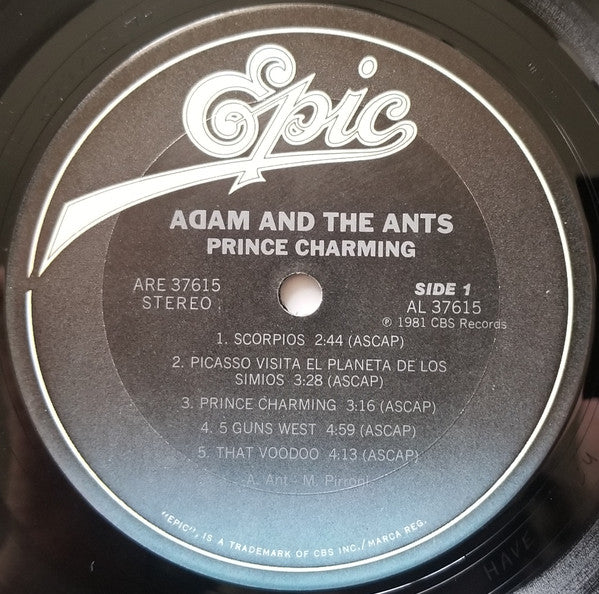 Epic
ADAM AND THE ANTS
PRINCE CHARMING
ARE 37615
STEREO
SIDE 1
AL 37615
℗ 1981 CBS Records
1. SCORPIOS 2:44 (ASCAP)
2. PICASSO VISITA EL PLANETA DE LOS
SIMIOS 3:28 (ASCAP)
3. PRINCE CHARMING 3:16 (ASCAP)
4. 5 GUNS WEST 4:59 (ASCAP)
5. THAT VOODOO 4:13 (ASCAP)
A. Ant - M. Pirroni
"EPIC", IS A TRADEMARK OF CBS INC./MARCA REG.
HAVE